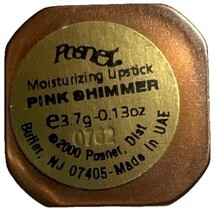 Posner
Moisturizing Lipstick
PINK SHIMMER
℮3.7g-0.13oz
0762
©2000 Posner, Dist.
Butler, NJ 07405-Made in UAE